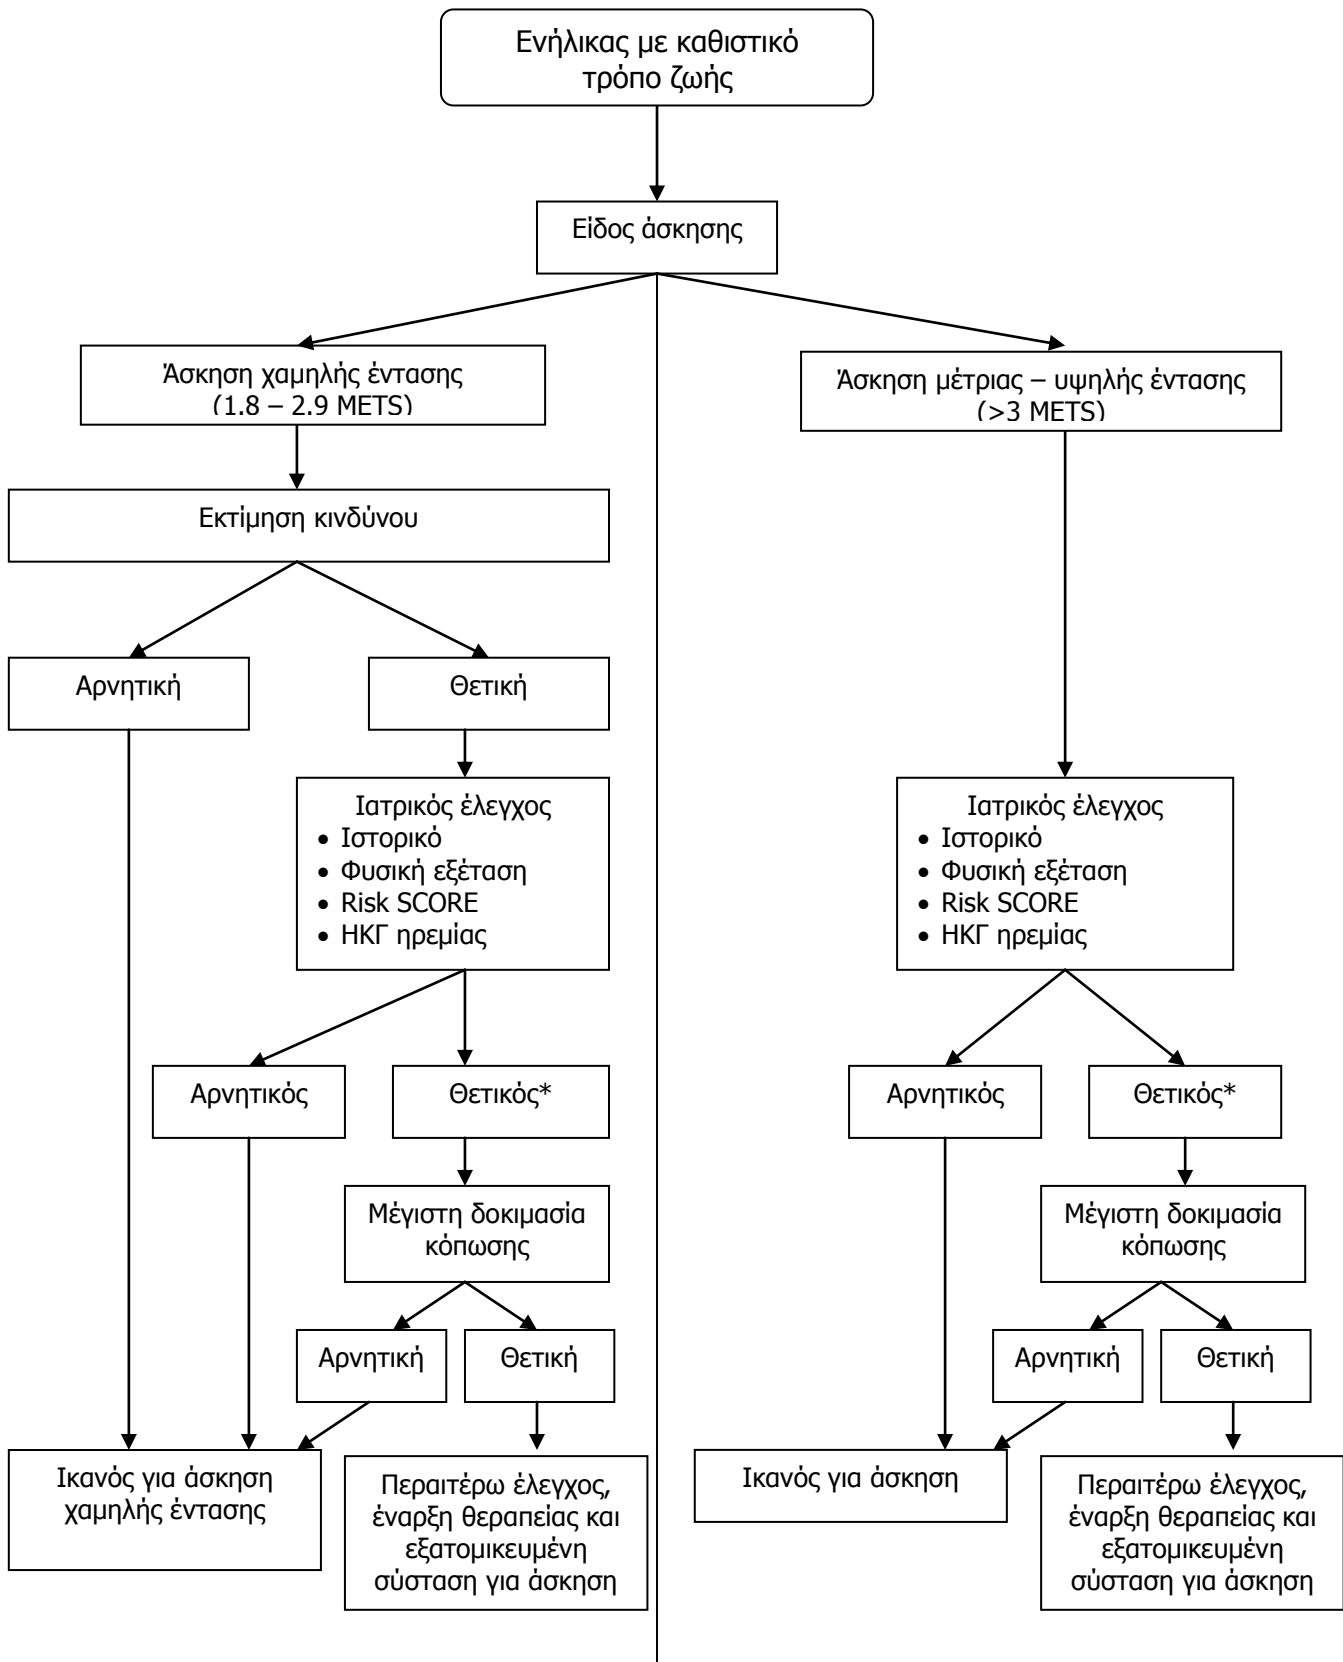 Ενήλικας με καθιστικό
τρόπο ζωής
Είδος άσκησης
Άσκηση χαμηλής έντασης
(1.8 – 2.9 METS)
Άσκηση μέτριας – υψηλής έντασης
(>3 METS)
Εκτίμηση κινδύνου
Αρνητική
Θετική
Ιατρικός έλεγχος
• Ιστορικό
• Φυσική εξέταση
• Risk SCORE
• ΗΚΓ ηρεμίας
Ιατρικός έλεγχος
• Ιστορικό
• Φυσική εξέταση
• Risk SCORE
• ΗΚΓ ηρεμίας
Αρνητικός
Θετικός*
Αρνητικός
Θετικός*
Μέγιστη δοκιμασία
κόπωσης
Μέγιστη δοκιμασία
κόπωσης
Αρνητική
Θετική
Αρνητική
Θετική
Ικανός για άσκηση
χαμηλής έντασης
Περαιτέρω έλεγχος,
έναρξη θεραπείας και
εξατομικευμένη
σύσταση για άσκηση
Ικανός για άσκηση
Περαιτέρω έλεγχος,
έναρξη θεραπείας και
εξατομικευμένη
σύσταση για άσκηση